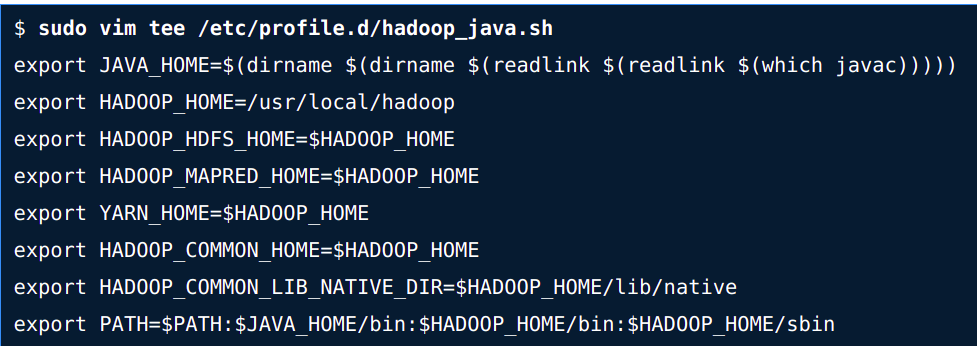 $ sudo vim tee /etc/profile.d/hadoop_java.sh
export JAVA_HOME=$(dirname $(dirname $(readlink $(readlink $(which javac)))))
export HADOOP_HOME=/usr/local/hadoop
export HADOOP_HDFS_HOME=$HADOOP_HOME
export HADOOP_MAPRED_HOME=$HADOOP_HOME
export YARN_HOME=$HADOOP_HOME
export HADOOP_COMMON_HOME=$HADOOP_HOME
export HADOOP_COMMON_LIB_NATIVE_DIR=$HADOOP_HOME/lib/native
export PATH=$PATH:$JAVA_HOME/bin:$HADOOP_HOME/bin:$HADOOP_HOME/sbin